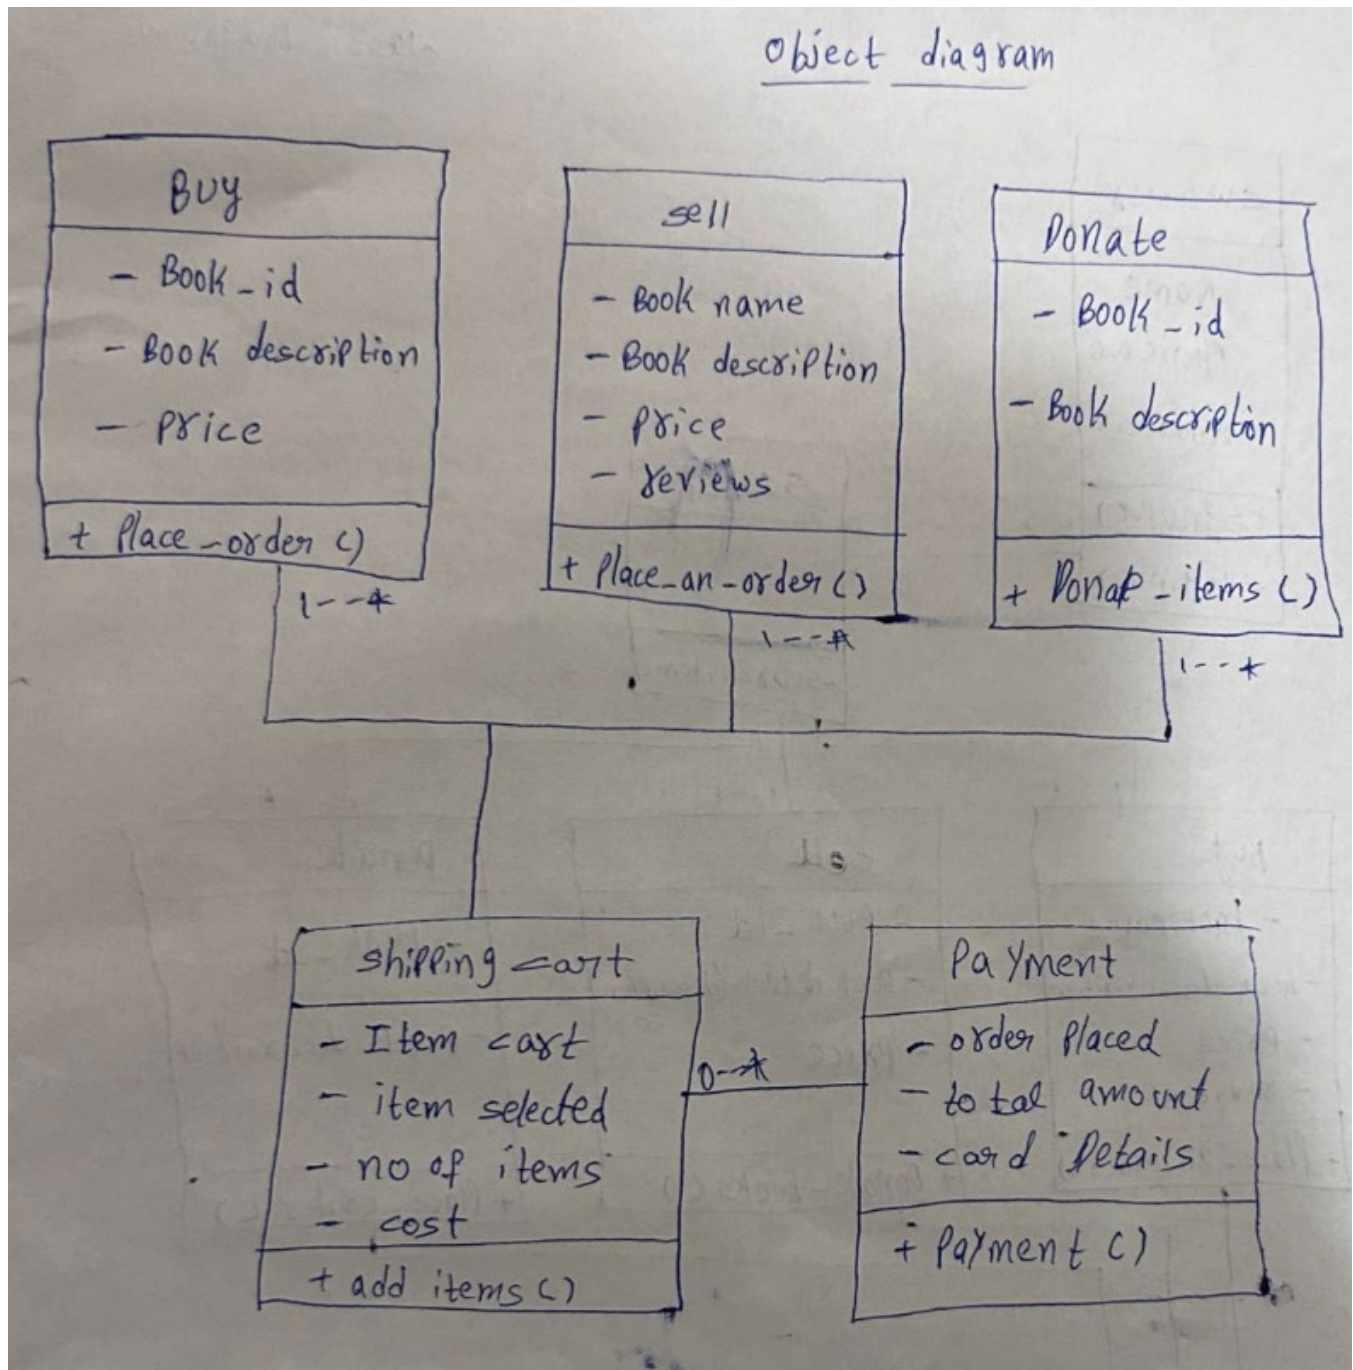 Object diagram
Buy
- Book_id
- Book description
- Price
+ Place_order ()
1--*
sell
- Book name
- Book description
- price
- reviews
+ Place_an_order ()
1--*
Donate
- Book_id
- Book description
+ Donate_items ()
1--*
shipping cart
- Item cart
- item selected
- no of items
- cost
+ add items ()
0--*
Payment
- order Placed
- total amount
- card Details
+ Payment ()